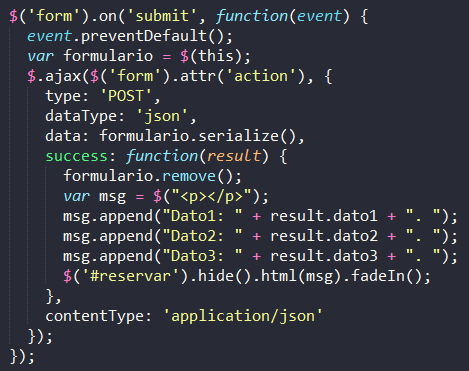 $('form').on('submit', function(event) {
  event.preventDefault();
  var formulario = $(this);
  $.ajax($('form').attr('action'), {
    type: 'POST',
    dataType: 'json',
    data: formulario.serialize(),
    success: function(result) {
      formulario.remove();
      var msg = $("<p></p>");
      msg.append("Dato1: " + result.dato1 + ". ");
      msg.append("Dato2: " + result.dato2 + ". ");
      msg.append("Dato3: " + result.dato3 + ". ");
      $('#reservar').hide().html(msg).fadeIn();
    },
    contentType: 'application/json'
  });
});